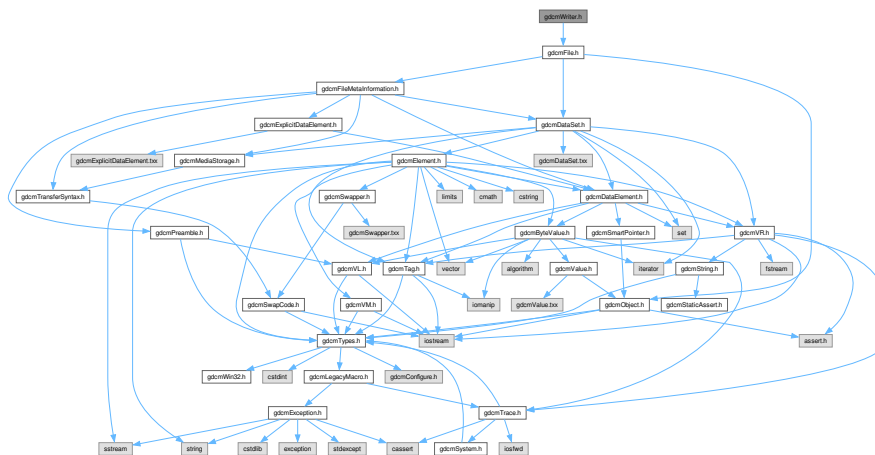 gdcmWriter.h
gdcmFile.h
gdcmFileMetaInformation.h
gdcmExplicitDataElement.h
gdcmDataSet.h
gdcmExplicitDataElement.txx
gdcmMediaStorage.h
gdcmElement.h
gdcmDataSet.txx
gdcmTransferSyntax.h
gdcmSwapper.h
limits
cmath
cstring
gdcmDataElement.h
gdcmPreamble.h
gdcmSwapper.txx
gdcmByteValue.h
gdcmSmartPointer.h
set
gdcmVR.h
gdcmVL.h
gdcmTag.h
vector
algorithm
gdcmValue.h
iterator
gdcmString.h
fstream
gdcmSwapCode.h
gdcmVM.h
iomanip
gdcmValue.txx
gdcmObject.h
gdcmStaticAssert.h
gdcmTypes.h
iostream
assert.h
gdcmWin32.h
cstdint
gdcmLegacyMacro.h
gdcmConfigure.h
gdcmException.h
gdcmTrace.h
sstream
string
cstdlib
exception
stdexcept
cassert
gdcmSystem.h
iosfwd